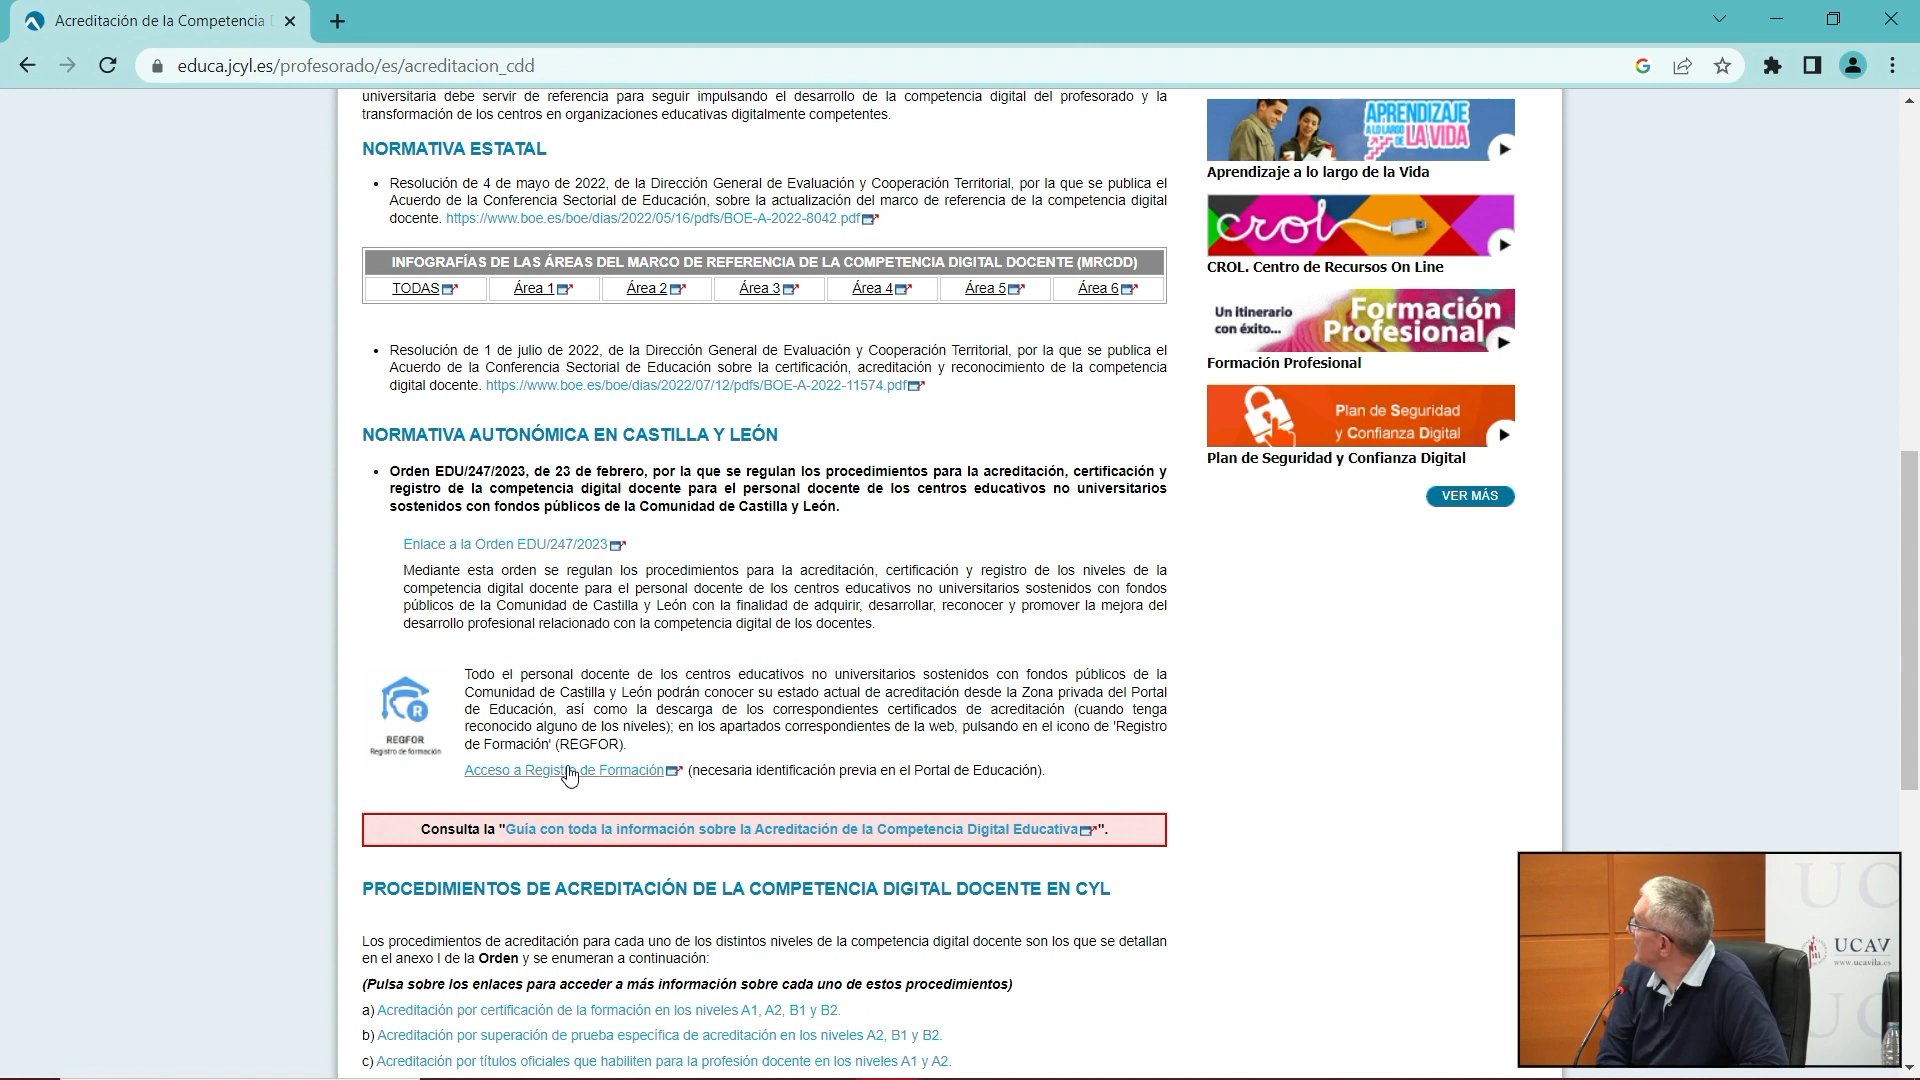 Acreditación de la Competencia D
educa.jcyl.es/profesorado/es/acreditacion_cdd
universitaria debe servir de referencia para seguir impulsando el desarrollo de la competencia digital del profesorado y la
transformación de los centros en organizaciones educativas digitalmente competentes.
NORMATIVA ESTATAL
• Resolución de 4 de mayo de 2022, de la Dirección General de Evaluación y Cooperación Territorial, por la que se publica el
Acuerdo de la Conferencia Sectorial de Educación, sobre la actualización del marco de referencia de la competencia digital
docente. https://www.boe.es/boe/dias/2022/05/16/pdfs/BOE-A-2022-8042.pdf
INFOGRAFÍAS DE LAS ÁREAS DEL MARCO DE REFERENCIA DE LA COMPETENCIA DIGITAL DOCENTE (MRCDD)
TODAS Área 1 Área 2 Área 3 Área 4 Área 5 Área 6
• Resolución de 1 de julio de 2022, de la Dirección General de Evaluación y Cooperación Territorial, por la que se publica el
Acuerdo de la Conferencia Sectorial de Educación sobre la certificación, acreditación y reconocimiento de la competencia
digital docente. https://www.boe.es/boe/dias/2022/07/12/pdfs/BOE-A-2022-11574.pdf
NORMATIVA AUTONÓMICA EN CASTILLA Y LEÓN
• Orden EDU/247/2023, de 23 de febrero, por la que se regulan los procedimientos para la acreditación, certificación y
registro de la competencia digital docente para el personal docente de los centros educativos no universitarios
sostenidos con fondos públicos de la Comunidad de Castilla y León.
Enlace a la Orden EDU/247/2023
Mediante esta orden se regulan los procedimientos para la acreditación, certificación y registro de los niveles de la
competencia digital docente para el personal docente de los centros educativos no universitarios sostenidos con fondos
públicos de la Comunidad de Castilla y León con la finalidad de adquirir, desarrollar, reconocer y promover la mejora del
desarrollo profesional relacionado con la competencia digital de los docentes.
R
REGFOR
Registro de formación
Todo el personal docente de los centros educativos no universitarios sostenidos con fondos públicos de la
Comunidad de Castilla y León podrán conocer su estado actual de acreditación desde la Zona privada del Portal
de Educación, así como la descarga de los correspondientes certificados de acreditación (cuando tenga
reconocido alguno de los niveles); en los apartados correspondientes de la web, pulsando en el icono de 'Registro
de Formación' (REGFOR).
Acceso a Registro de Formación (necesaria identificación previa en el Portal de Educación).
Consulta la "Guía con toda la información sobre la Acreditación de la Competencia Digital Educativa".
PROCEDIMIENTOS DE ACREDITACIÓN DE LA COMPETENCIA DIGITAL DOCENTE EN CYL
Los procedimientos de acreditación para cada uno de los distintos niveles de la competencia digital docente son los que se detallan
en el anexo I de la Orden y se enumeran a continuación:
(Pulsa sobre los enlaces para acceder a más información sobre cada uno de estos procedimientos)
a) Acreditación por certificación de la formación en los niveles A1, A2, B1 y B2.
b) Acreditación por superación de prueba específica de acreditación en los niveles A2, B1 y B2.
c) Acreditación por títulos oficiales que habiliten para la profesión docente en los niveles A1 y A2.
APRENDIZAJE
A LO LARGO DE LA VIDA
Aprendizaje a lo largo de la Vida
crol
CROL. Centro de Recursos On Line
Un itinerario
con éxito...
Formación
Profesional
Formación Profesional
Plan de Seguridad
y Confianza Digital
Plan de Seguridad y Confianza Digital
VER MÁS
UC
UCAV
www.ucavila.es
UC